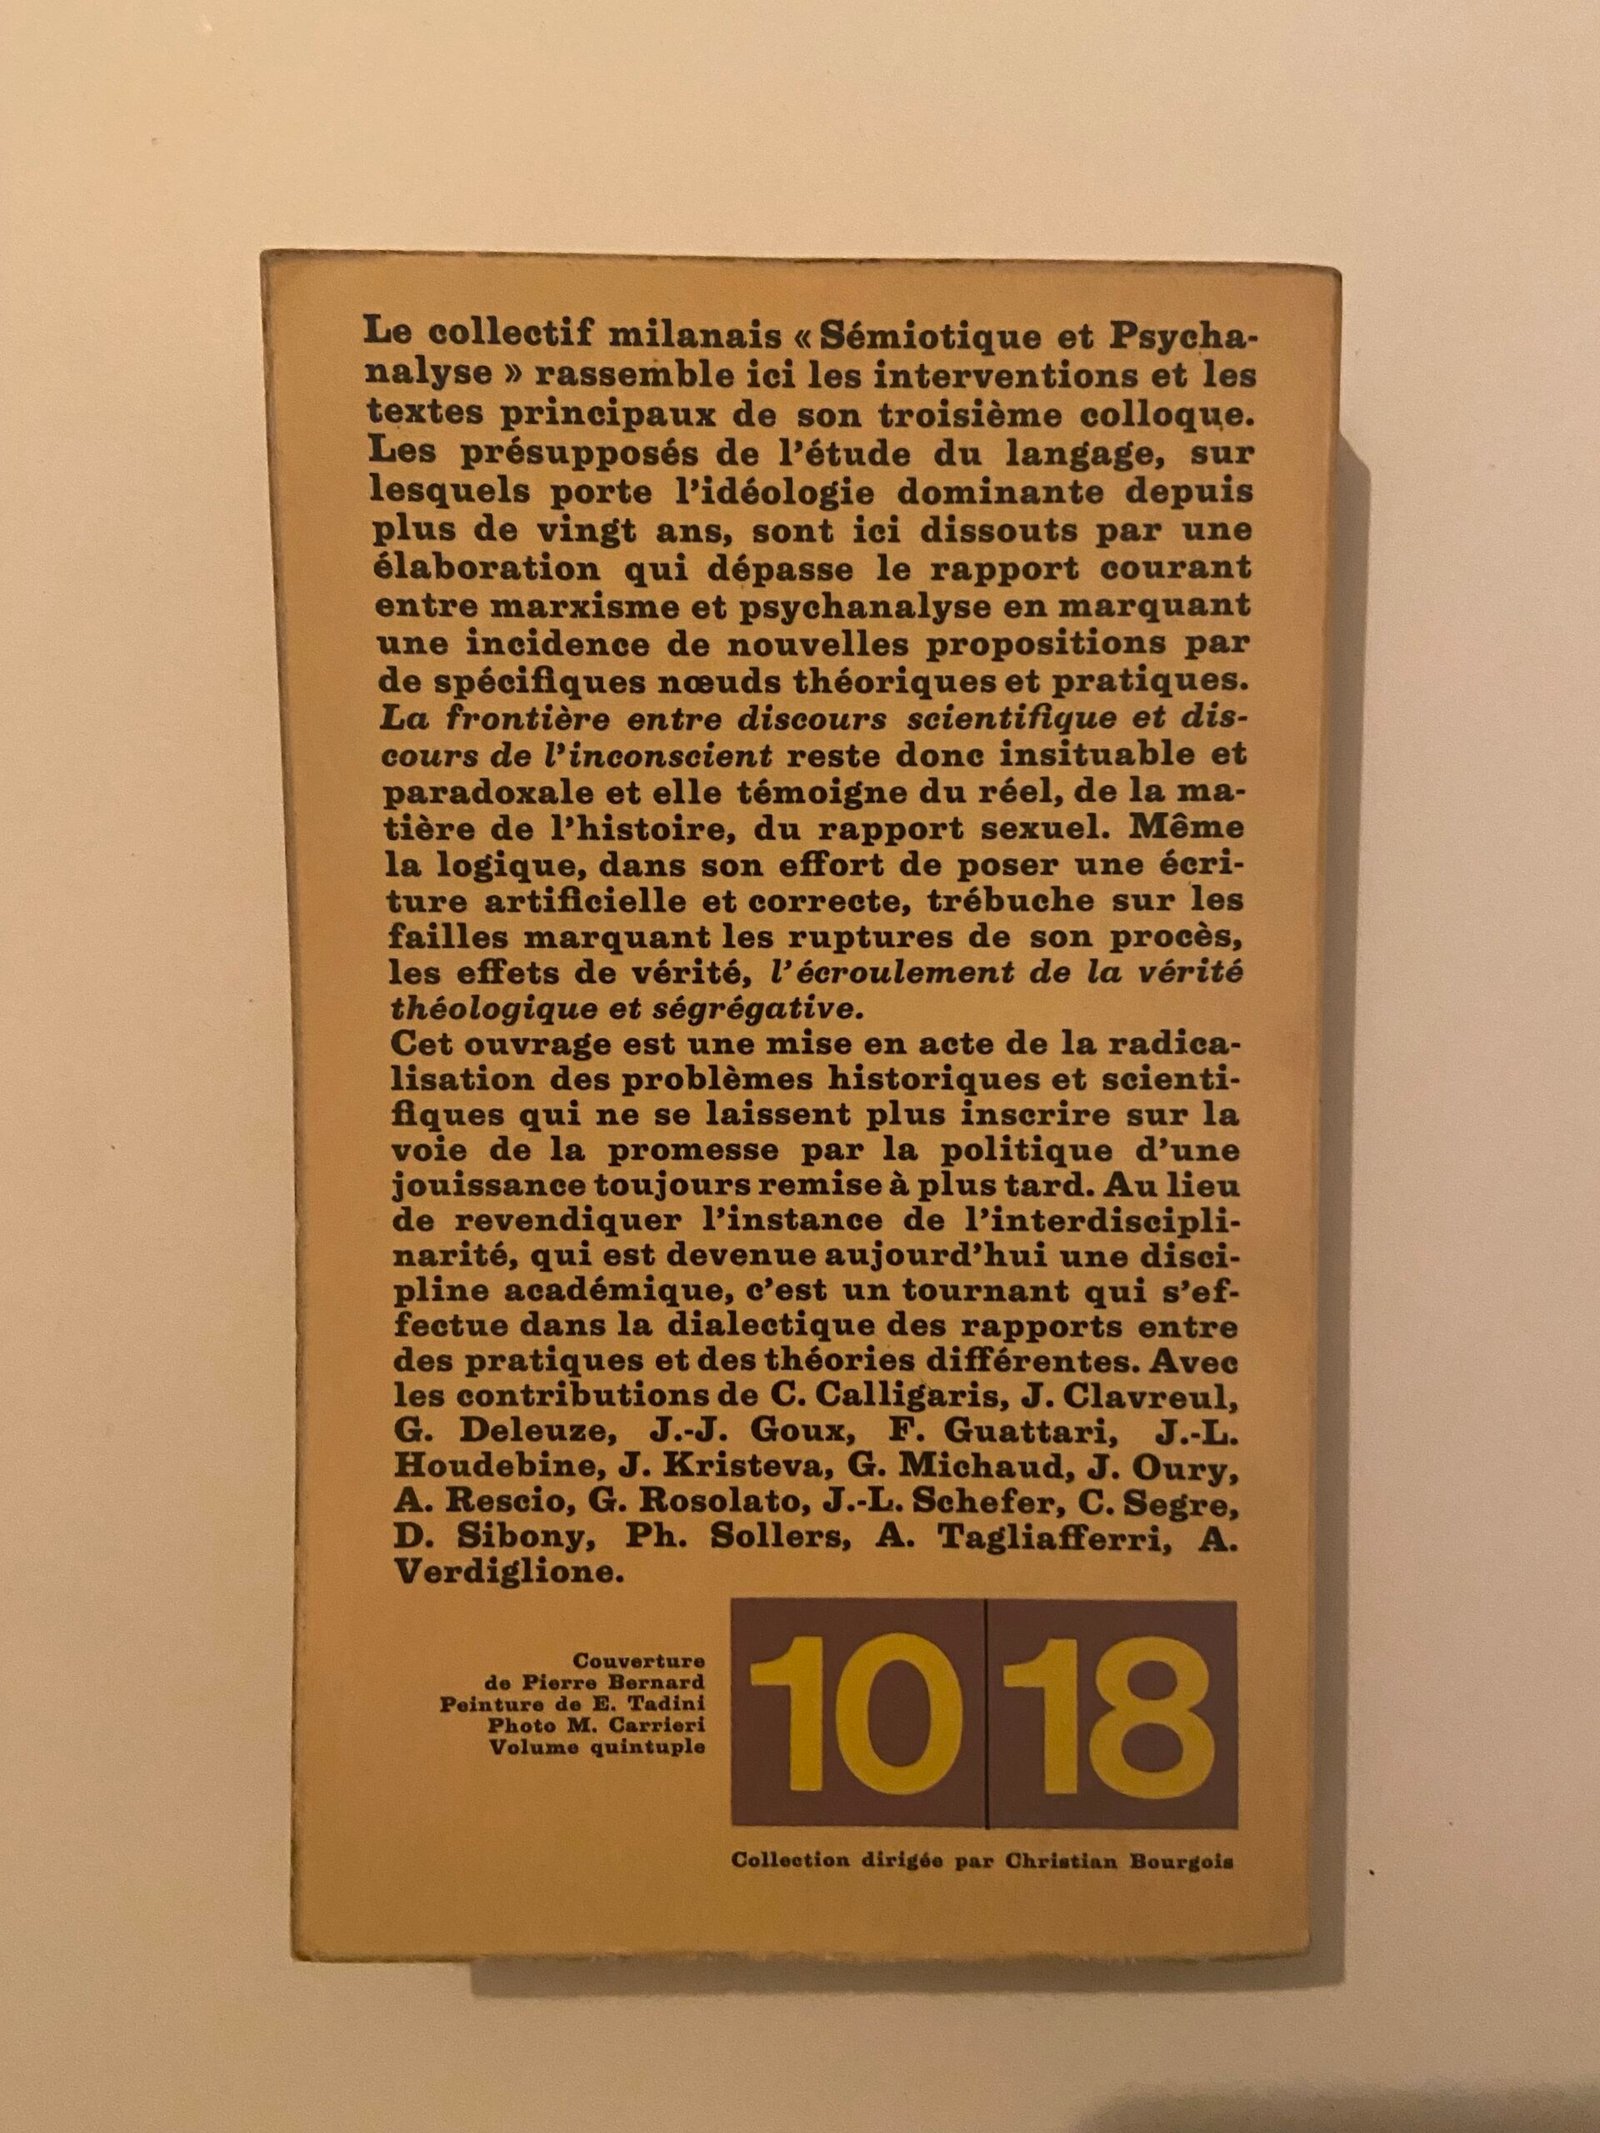 Le collectif milanais « Sémiotique et Psycha-
nalyse » rassemble ici les interventions et les
textes principaux de son troisième colloque.
Les présupposés de l'étude du langage, sur
lesquels porte l'idéologie dominante depuis
plus de vingt ans, sont ici dissouts par une
élaboration qui dépasse le rapport courant
entre marxisme et psychanalyse en marquant
une incidence de nouvelles propositions par
de spécifiques nœuds théoriques et pratiques.
La frontière entre discours scientifique et dis-
cours de l'inconscient reste donc insituable et
paradoxale et elle témoigne du réel, de la ma-
tière de l'histoire, du rapport sexuel. Même
la logique, dans son effort de poser une écri-
ture artificielle et correcte, trébuche sur les
failles marquant les ruptures de son procès,
les effets de vérité, l'écroulement de la vérité
théologique et ségrégative.
Cet ouvrage est une mise en acte de la radica-
lisation des problèmes historiques et scienti-
fiques qui ne se laissent plus inscrire sur la
voie de la promesse par la politique d'une
jouissance toujours remise à plus tard. Au lieu
de revendiquer l'instance de l'interdiscipli-
narité, qui est devenue aujourd'hui une disci-
pline académique, c'est un tournant qui s'ef-
fectue dans la dialectique des rapports entre
des pratiques et des théories différentes. Avec
les contributions de C. Calligaris, J. Clavreul,
G. Deleuze, J.-J. Goux, F. Guattari, J.-L.
Houdebine, J. Kristeva, G. Michaud, J. Oury,
A. Rescio, G. Rosolato, J.-L. Schefer, C. Segre,
D. Sibony, Ph. Sollers, A. Tagliafferri, A.
Verdiglione.
Couverture
de Pierre Bernard
Peinture de E. Tadini
Photo M. Carrieri
Volume quintuple
10 18
Collection dirigée par Christian Bourgois